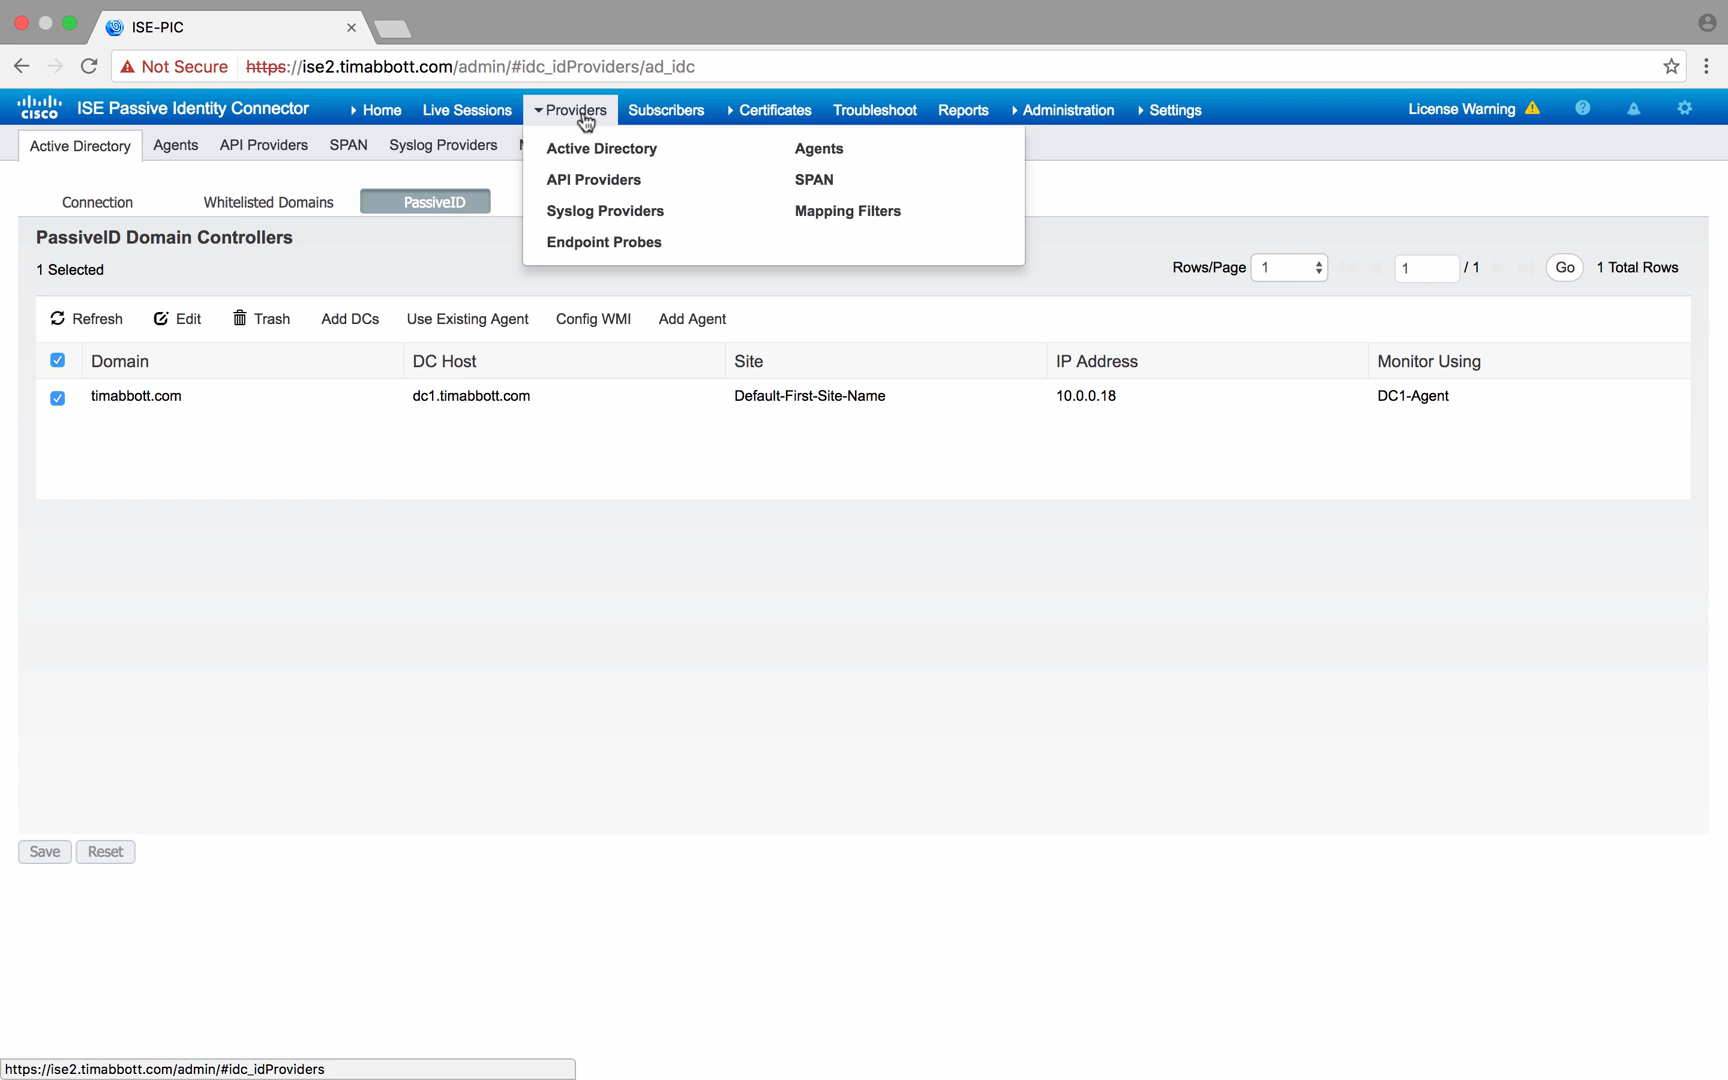 ISE-PIC
Not Secure https://ise2.timabbott.com/admin/#idc_idProviders/ad_idc
cisco ISE Passive Identity Connector Home Live Sessions Providers Subscribers Certificates Troubleshoot Reports Administration Settings License Warning
Active Directory Agents API Providers SPAN Syslog Providers
Active Directory Agents
API Providers SPAN
Syslog Providers Mapping Filters
Endpoint Probes
Connection Whitelisted Domains PassiveID
PassiveID Domain Controllers
1 Selected
Rows/Page 1 1 / 1 Go 1 Total Rows
Refresh Edit Trash Add DCs Use Existing Agent Config WMI Add Agent
Domain DC Host Site IP Address Monitor Using
timabbott.com dc1.timabbott.com Default-First-Site-Name 10.0.0.18 DC1-Agent
Save Reset
https://ise2.timabbott.com/admin/#idc_idProviders